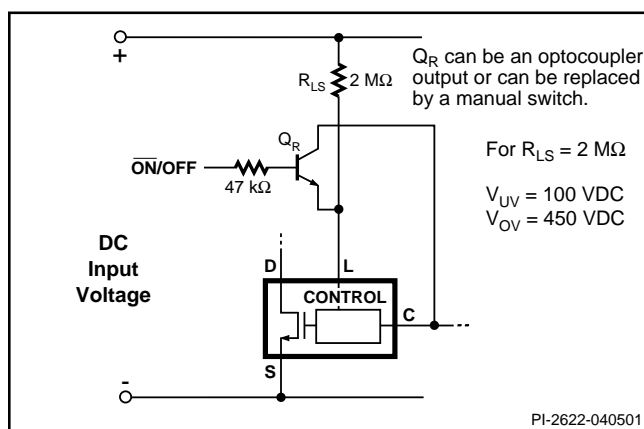 +
R_LS 2 MΩ
Q_R can be an optocoupler
output or can be replaced
by a manual switch.
Q_R
For R_LS = 2 MΩ
ON/OFF
47 kΩ
V_UV = 100 VDC
V_OV = 450 VDC
DC
Input
Voltage
D
L
CONTROL
C
S
-
PI-2622-040501